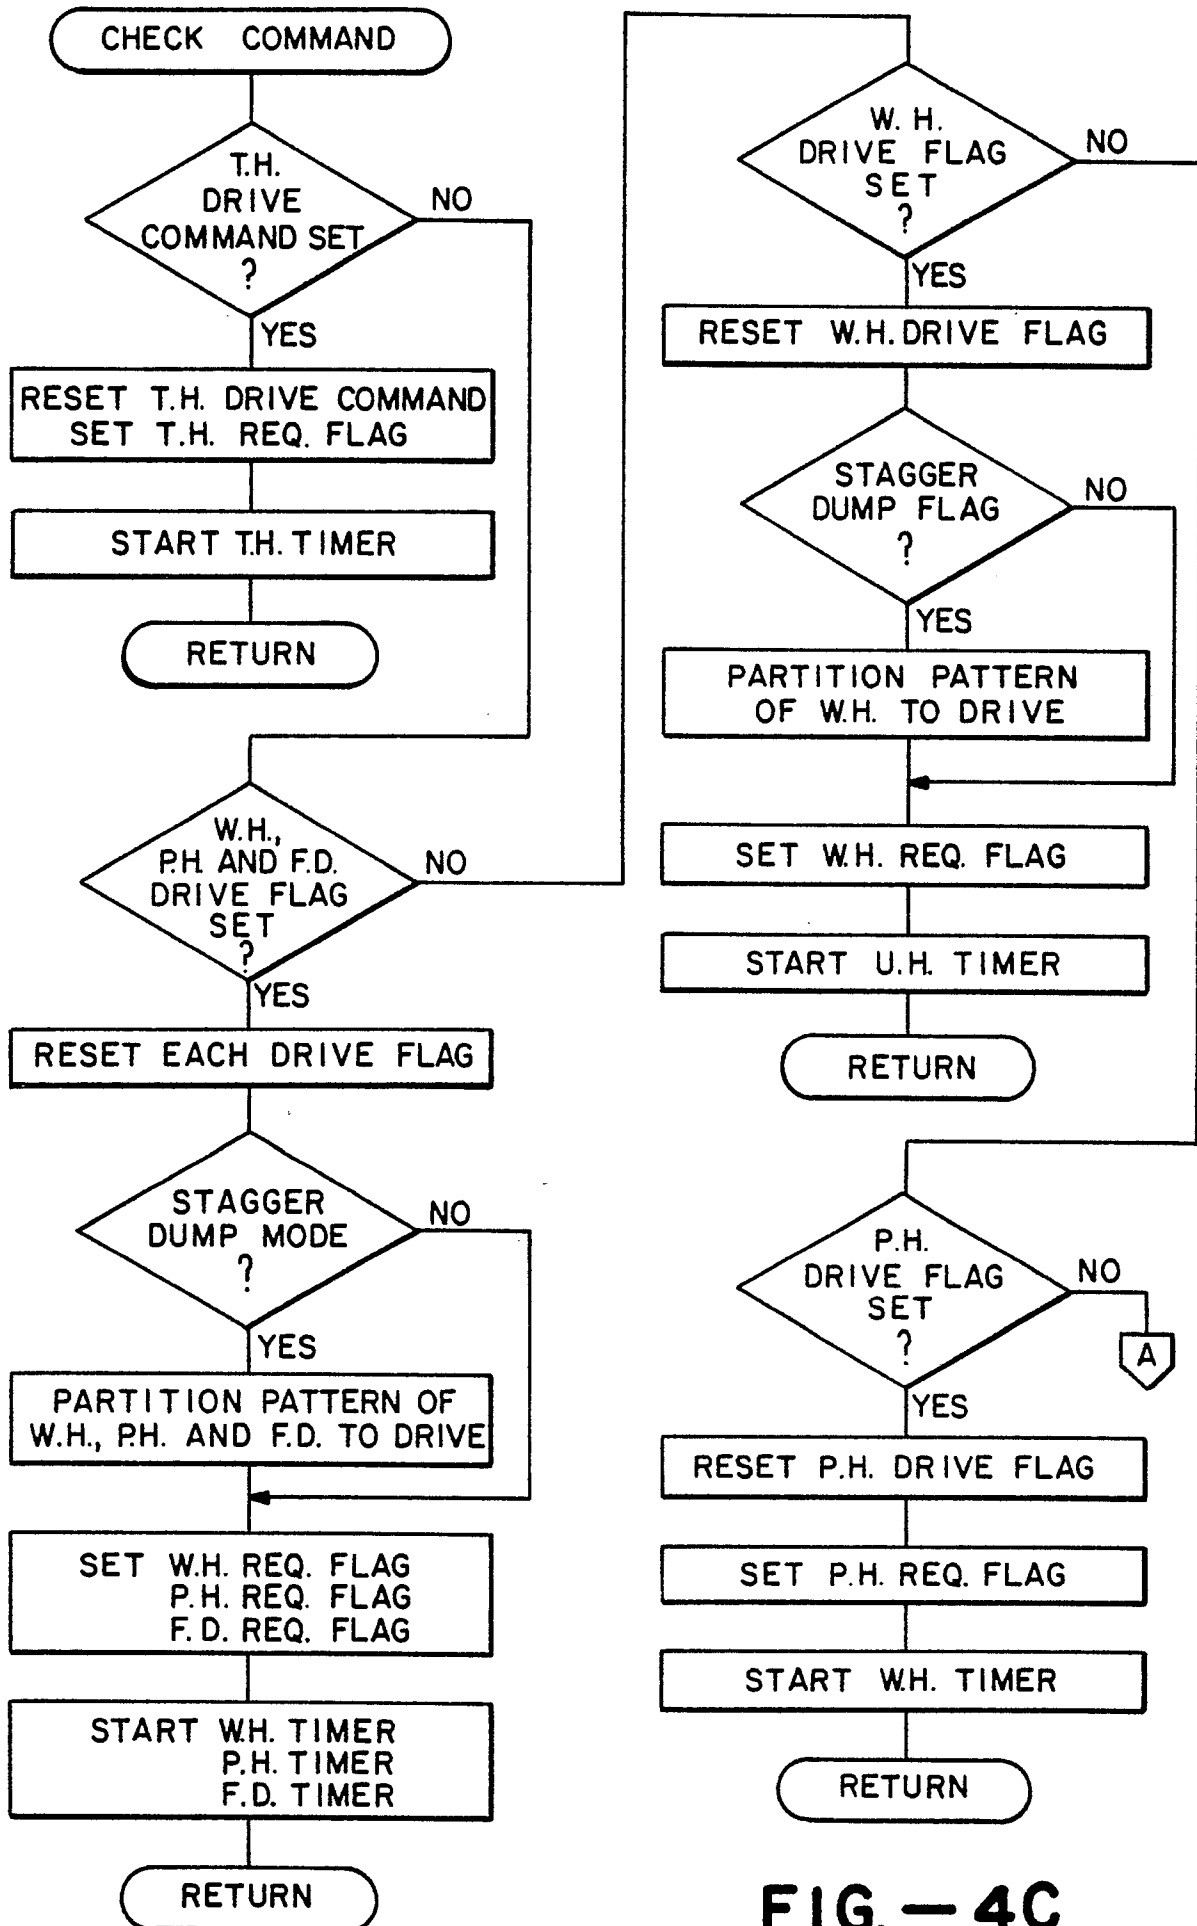 CHECK COMMAND
T.H.
DRIVE
COMMAND SET
?
NO
YES
RESET T.H. DRIVE COMMAND
SET T.H. REQ. FLAG
START T.H. TIMER
RETURN
W.H.,
P.H. AND F.D.
DRIVE FLAG
SET
?
NO
YES
RESET EACH DRIVE FLAG
STAGGER
DUMP MODE
?
NO
YES
PARTITION PATTERN OF
W.H., P.H. AND F.D. TO DRIVE
SET W.H. REQ. FLAG
P.H. REQ. FLAG
F.D. REQ. FLAG
START W.H. TIMER
P.H. TIMER
F.D. TIMER
RETURN
W. H.
DRIVE FLAG
SET
?
NO
YES
RESET W.H. DRIVE FLAG
STAGGER
DUMP FLAG
?
NO
YES
PARTITION PATTERN
OF W.H. TO DRIVE
SET W.H. REQ. FLAG
START U.H. TIMER
RETURN
P.H.
DRIVE FLAG
SET
?
NO
A
YES
RESET P.H. DRIVE FLAG
SET P.H. REQ. FLAG
START W.H. TIMER
RETURN
FIG. — 4C